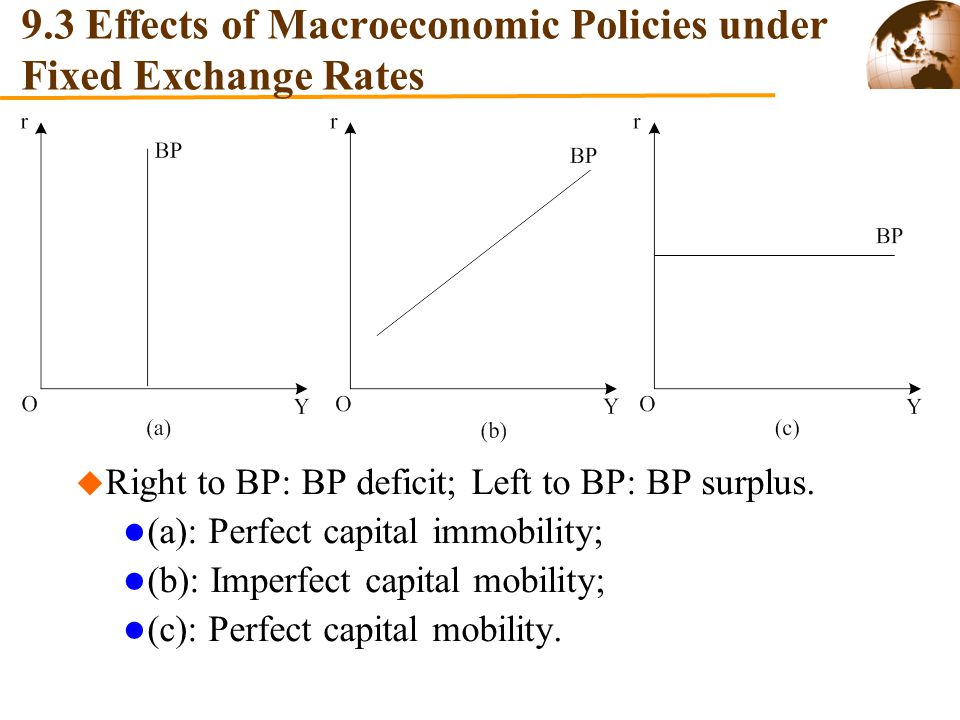 9.3 Effects of Macroeconomic Policies under
Fixed Exchange Rates
r
BP
O
Y
(a)
r
BP
O
Y
(b)
r
BP
O
Y
(c)
Right to BP: BP deficit; Left to BP: BP surplus.
(a): Perfect capital immobility;
(b): Imperfect capital mobility;
(c): Perfect capital mobility.